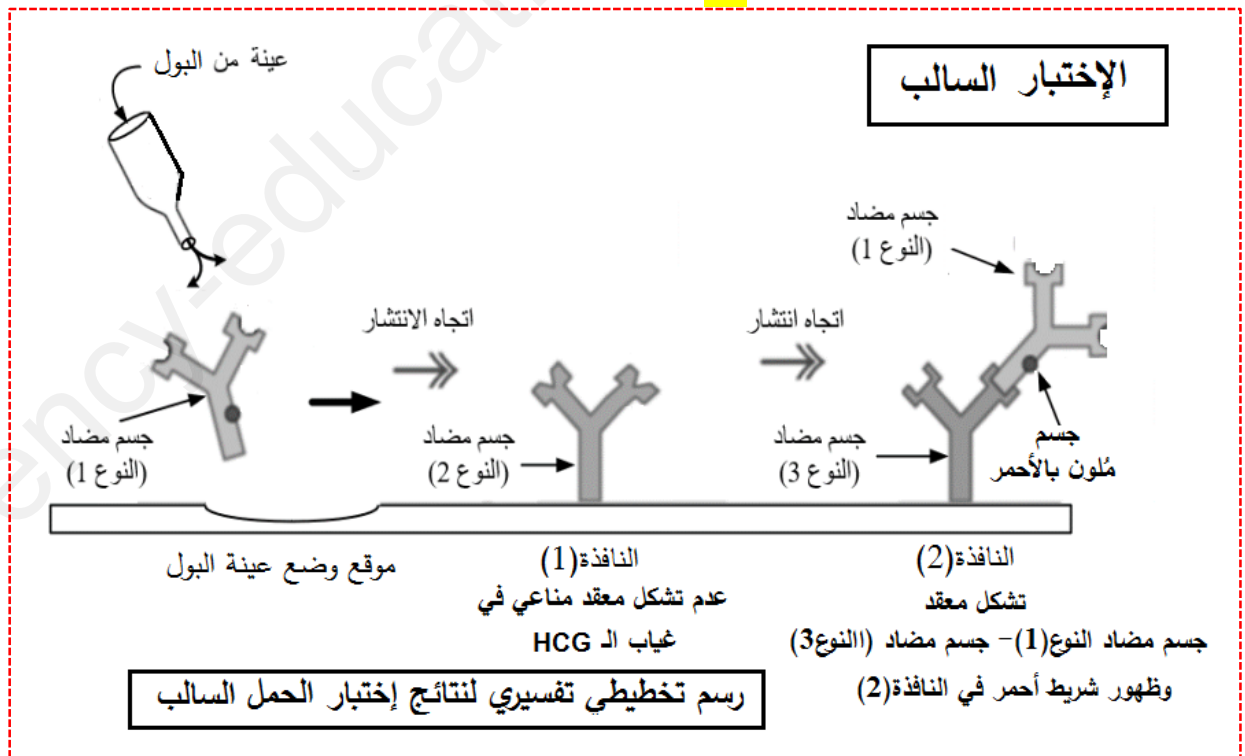 الإختبار السالب
عينة من البول
جسم مضاد
(النوع 1)
اتجاه الانتشار
اتجاه انتشار
جسم مضاد
(النوع 1)
جسم مضاد
(النوع 2)
جسم مضاد
(النوع 3)
جسم
مُلون بالأحمر
موقع وضع عينة البول
النافذة(1)
عدم تشكل معقد مناعي في
غياب الـ HCG
النافذة(2)
تشكل معقد
جسم مضاد النوع(1)- جسم مضاد (االنوع3)
وظهور شريط أحمر في النافذة(2)
رسم تخطيطي تفسيري لنتائج إختبار الحمل السالب
ency-educati